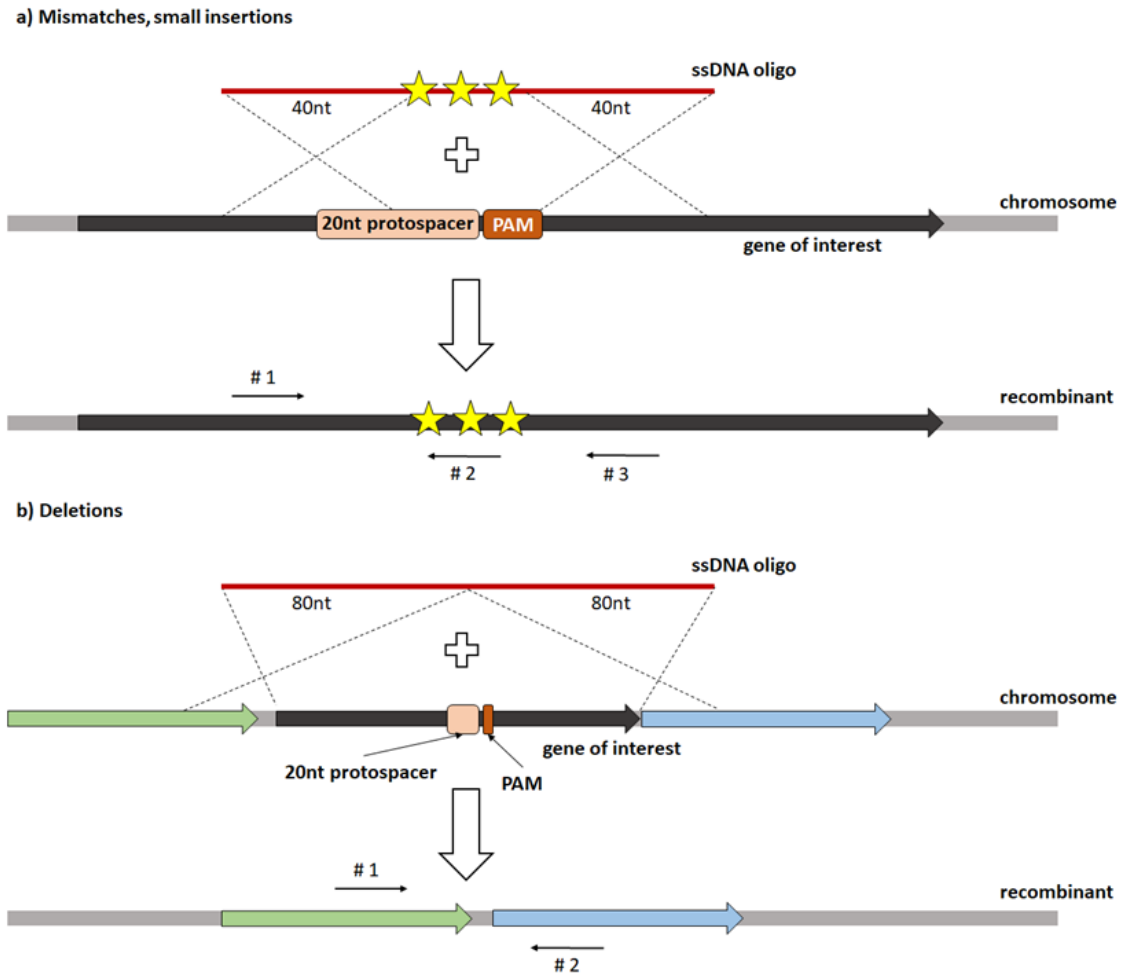 a) Mismatches, small insertions
ssDNA oligo
40nt
40nt
chromosome
20nt protospacer
PAM
gene of interest
# 1
recombinant
# 2
# 3
b) Deletions
ssDNA oligo
80nt
80nt
chromosome
gene of interest
20nt protospacer
PAM
# 1
recombinant
# 2